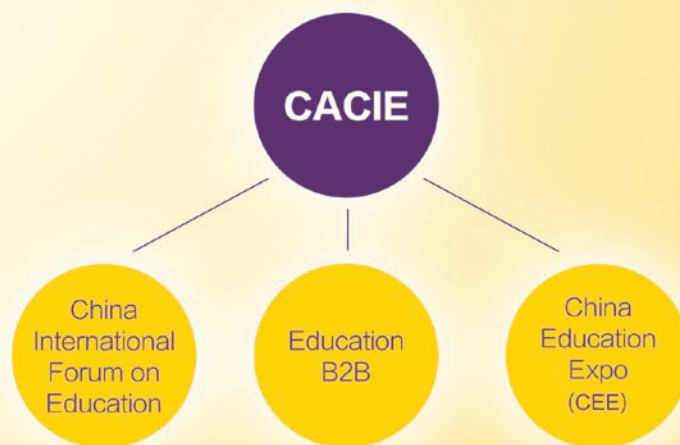 CACIE
China
International
Forum on
Education
Education
B2B
China
Education
Expo
(CEE)